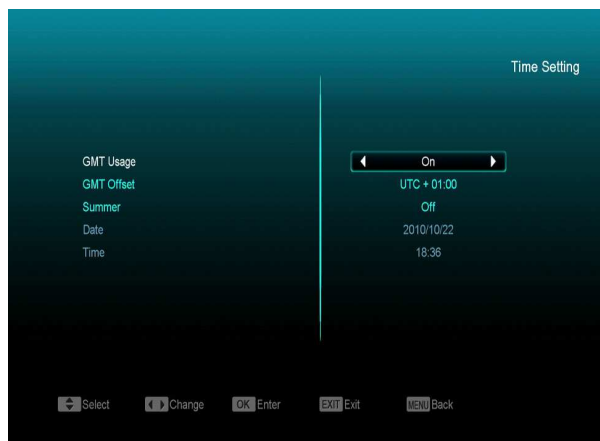 Time Setting
GMT Usage On
GMT Offset UTC + 01:00
Summer Off
Date 2010/10/22
Time 18:36
Select Change OK Enter EXIT Exit MENU Back